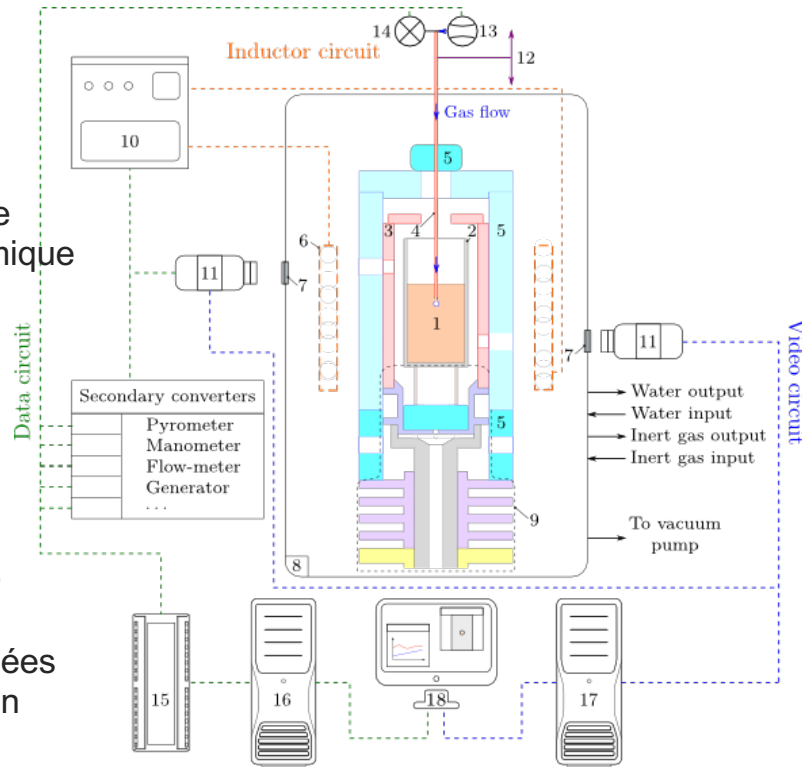 14
13
Inductor circuit
12
Gas flow
10
5
6
3
4
2
5
11
7
1
7
11
Data circuit
Video circuit
Secondary converters
Pyrometer
Manometer
Flow-meter
Generator
. . .
5
Water output
Water input
Inert gas output
Inert gas input
9
To vacuum
pump
8
15
16
18
17
e
nique
ées
n